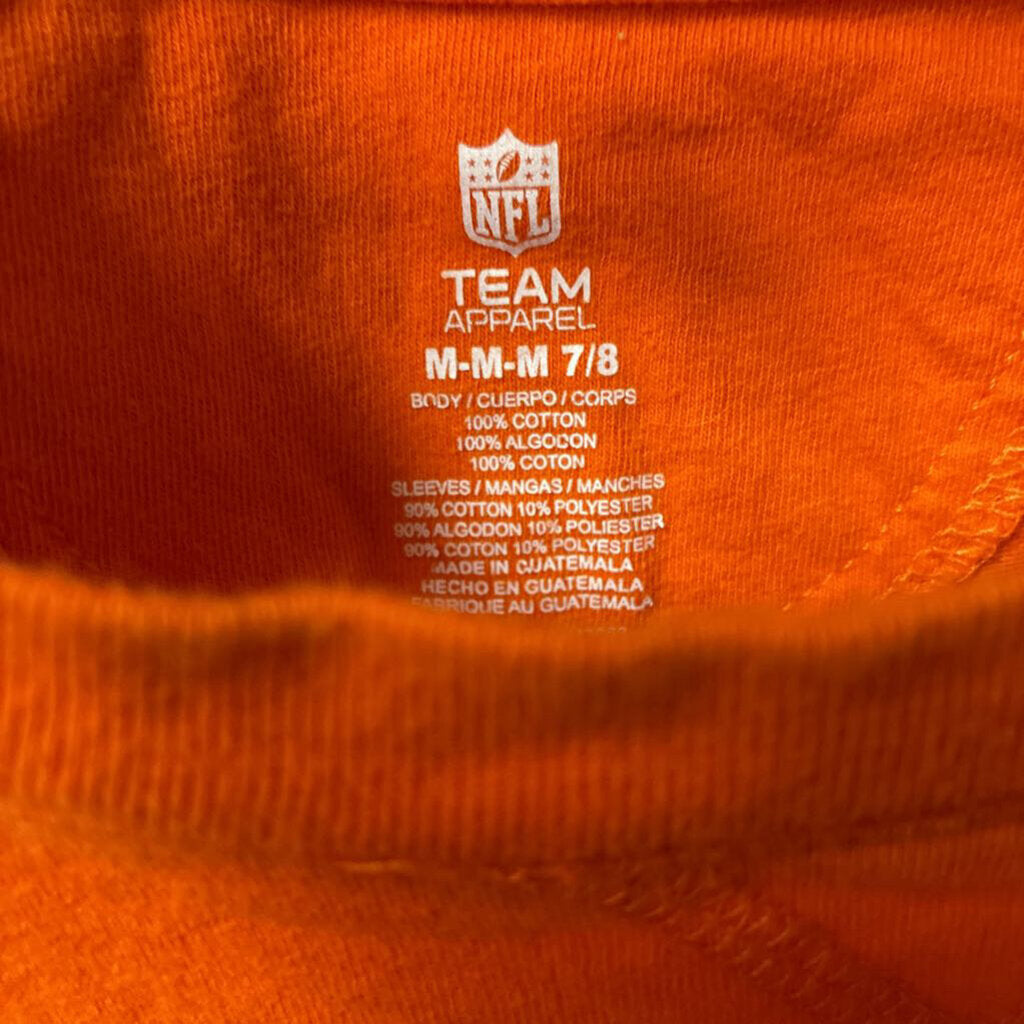 NFL
TEAM
APPAREL
M-M-M 7/8
BODY / CUERPO / CORPS
100% COTTON
100% ALGODON
100% COTON
SLEEVES / MANGAS / MANCHES
90% COTTON 10% POLYESTER
90% ALGODON 10% POLIESTER
90% COTON 10% POLYESTER
MADE IN GUATEMALA
HECHO EN GUATEMALA
FABRIQUE AU GUATEMALA